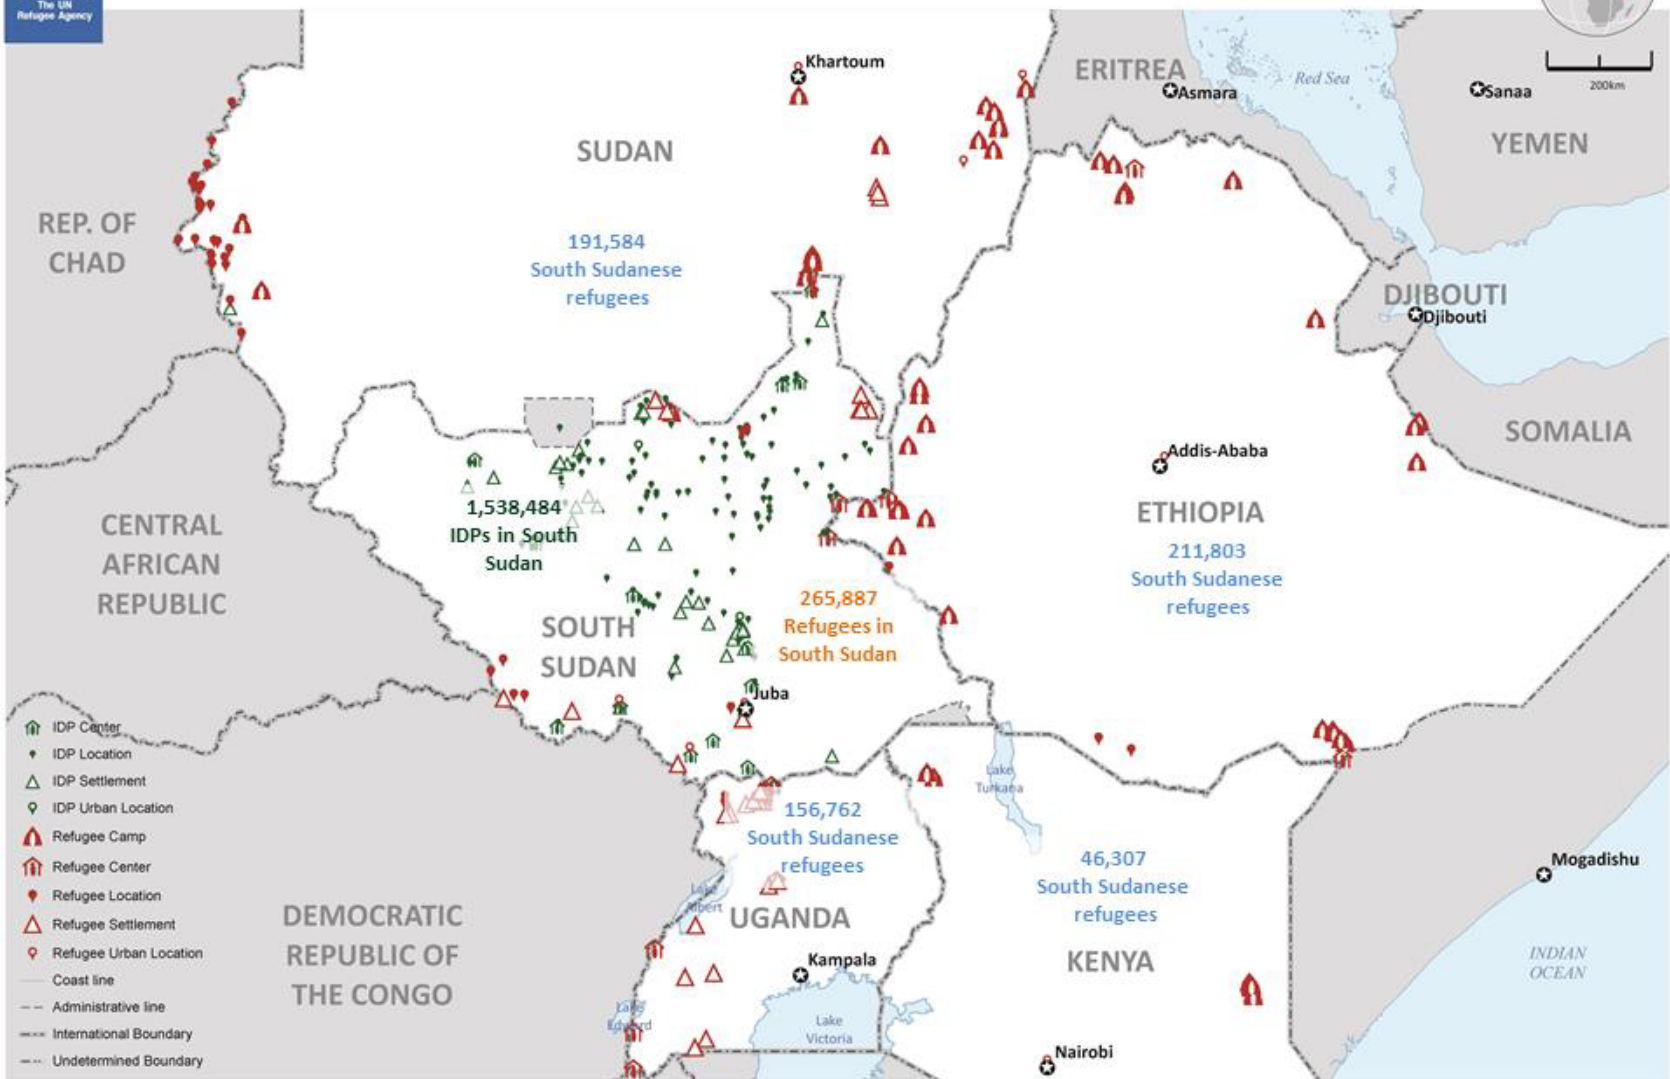 The UN
Refugee Agency
Khartoum
ERITREA
Asmara
Red Sea
Sanaa
200km
YEMEN
SUDAN
REP. OF
CHAD
191,584
South Sudanese
refugees
DJIBOUTI
Djibouti
SOMALIA
Addis-Ababa
ETHIOPIA
211,803
South Sudanese
refugees
CENTRAL
AFRICAN
REPUBLIC
1,538,484
IDPs in South
Sudan
265,887
Refugees in
South Sudan
SOUTH
SUDAN
Juba
IDP Center
IDP Location
IDP Settlement
IDP Urban Location
Refugee Camp
Refugee Center
Refugee Location
Refugee Settlement
Refugee Urban Location
Coast line
Administrative line
International Boundary
Undetermined Boundary
Lake
Turkana
156,762
South Sudanese
refugees
46,307
South Sudanese
refugees
Mogadishu
Lake
Albert
UGANDA
DEMOCRATIC
REPUBLIC OF
THE CONGO
Kampala
KENYA
INDIAN
OCEAN
Lake
Edward
Lake
Victoria
Nairobi